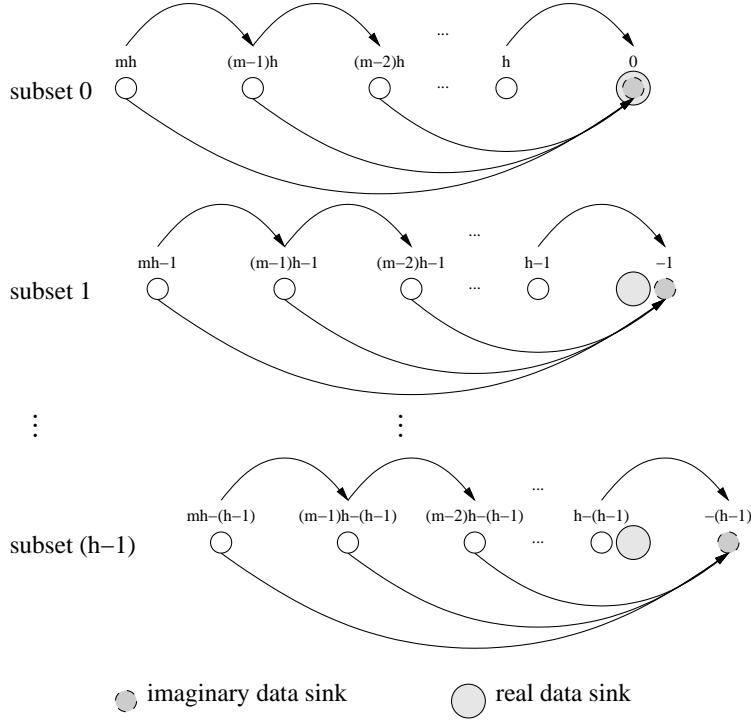 ...
mh (m−1)h (m−2)h h 0
subset 0 ...
...
mh−1 (m−1)h−1 (m−2)h−1 h−1 −1
subset 1 ...
⋮ ⋮
...
mh−(h−1) (m−1)h−(h−1) (m−2)h−(h−1) h−(h−1) −(h−1)
subset (h−1) ...
imaginary data sink real data sink